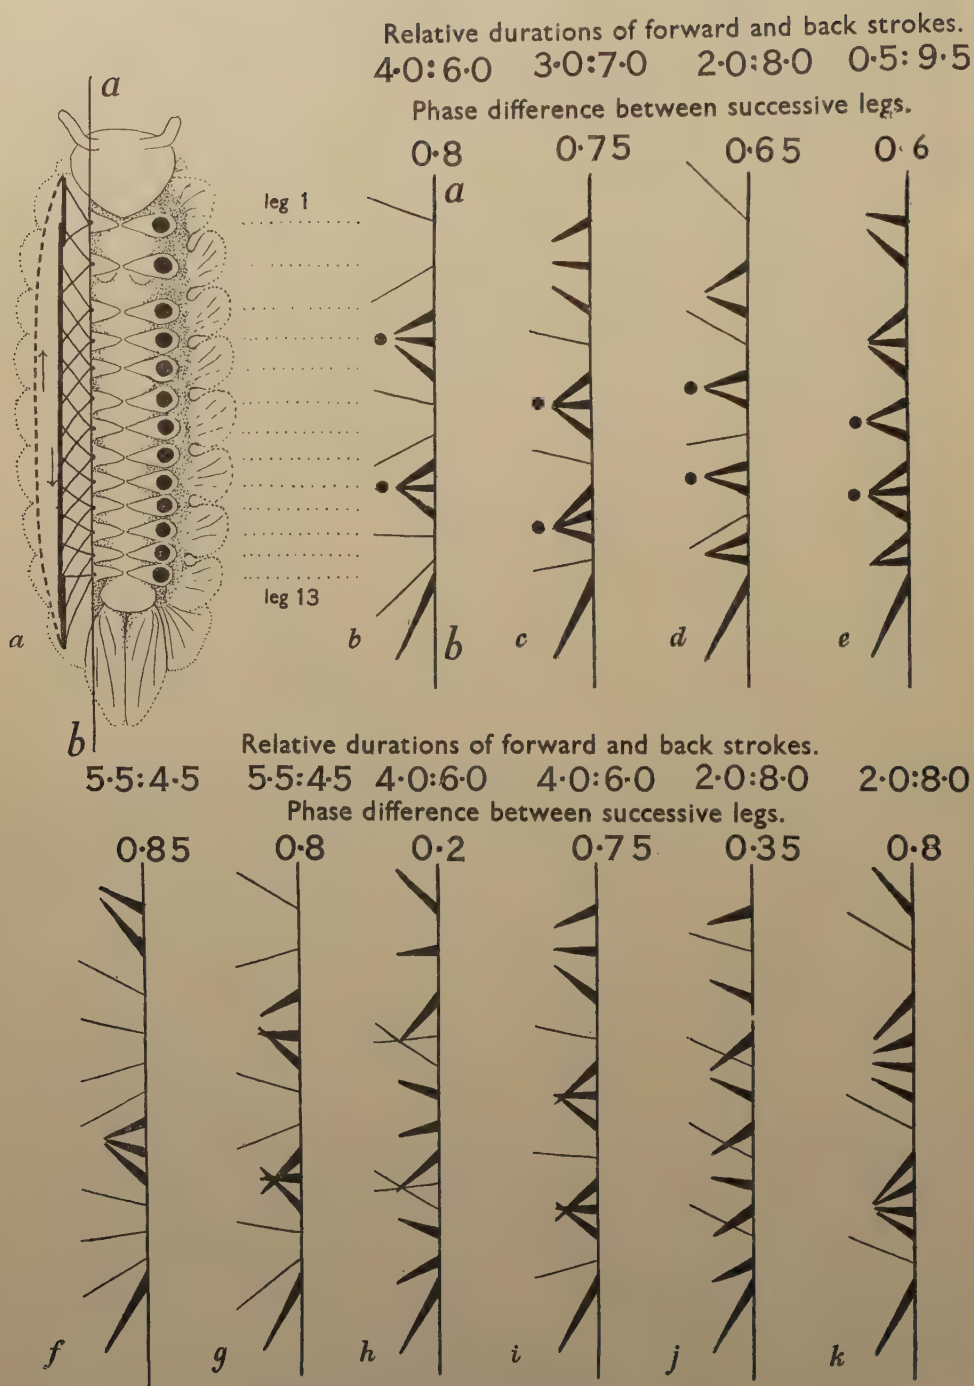 Relative durations of forward and back strokes.
4·0:6·0 3·0:7·0 2·0:8·0 0·5:9·5
Phase difference between successive legs.
0·8 0·75 0·65 0·6
a
a
leg 1
leg 13
a
b
b
b
c
d
e
Relative durations of forward and back strokes.
5·5:4·5 5·5:4·5 4·0:6·0 4·0:6·0 2·0:8·0 2·0:8·0
Phase difference between successive legs.
0·85 0·8 0·2 0·75 0·35 0·8
f g h i j k